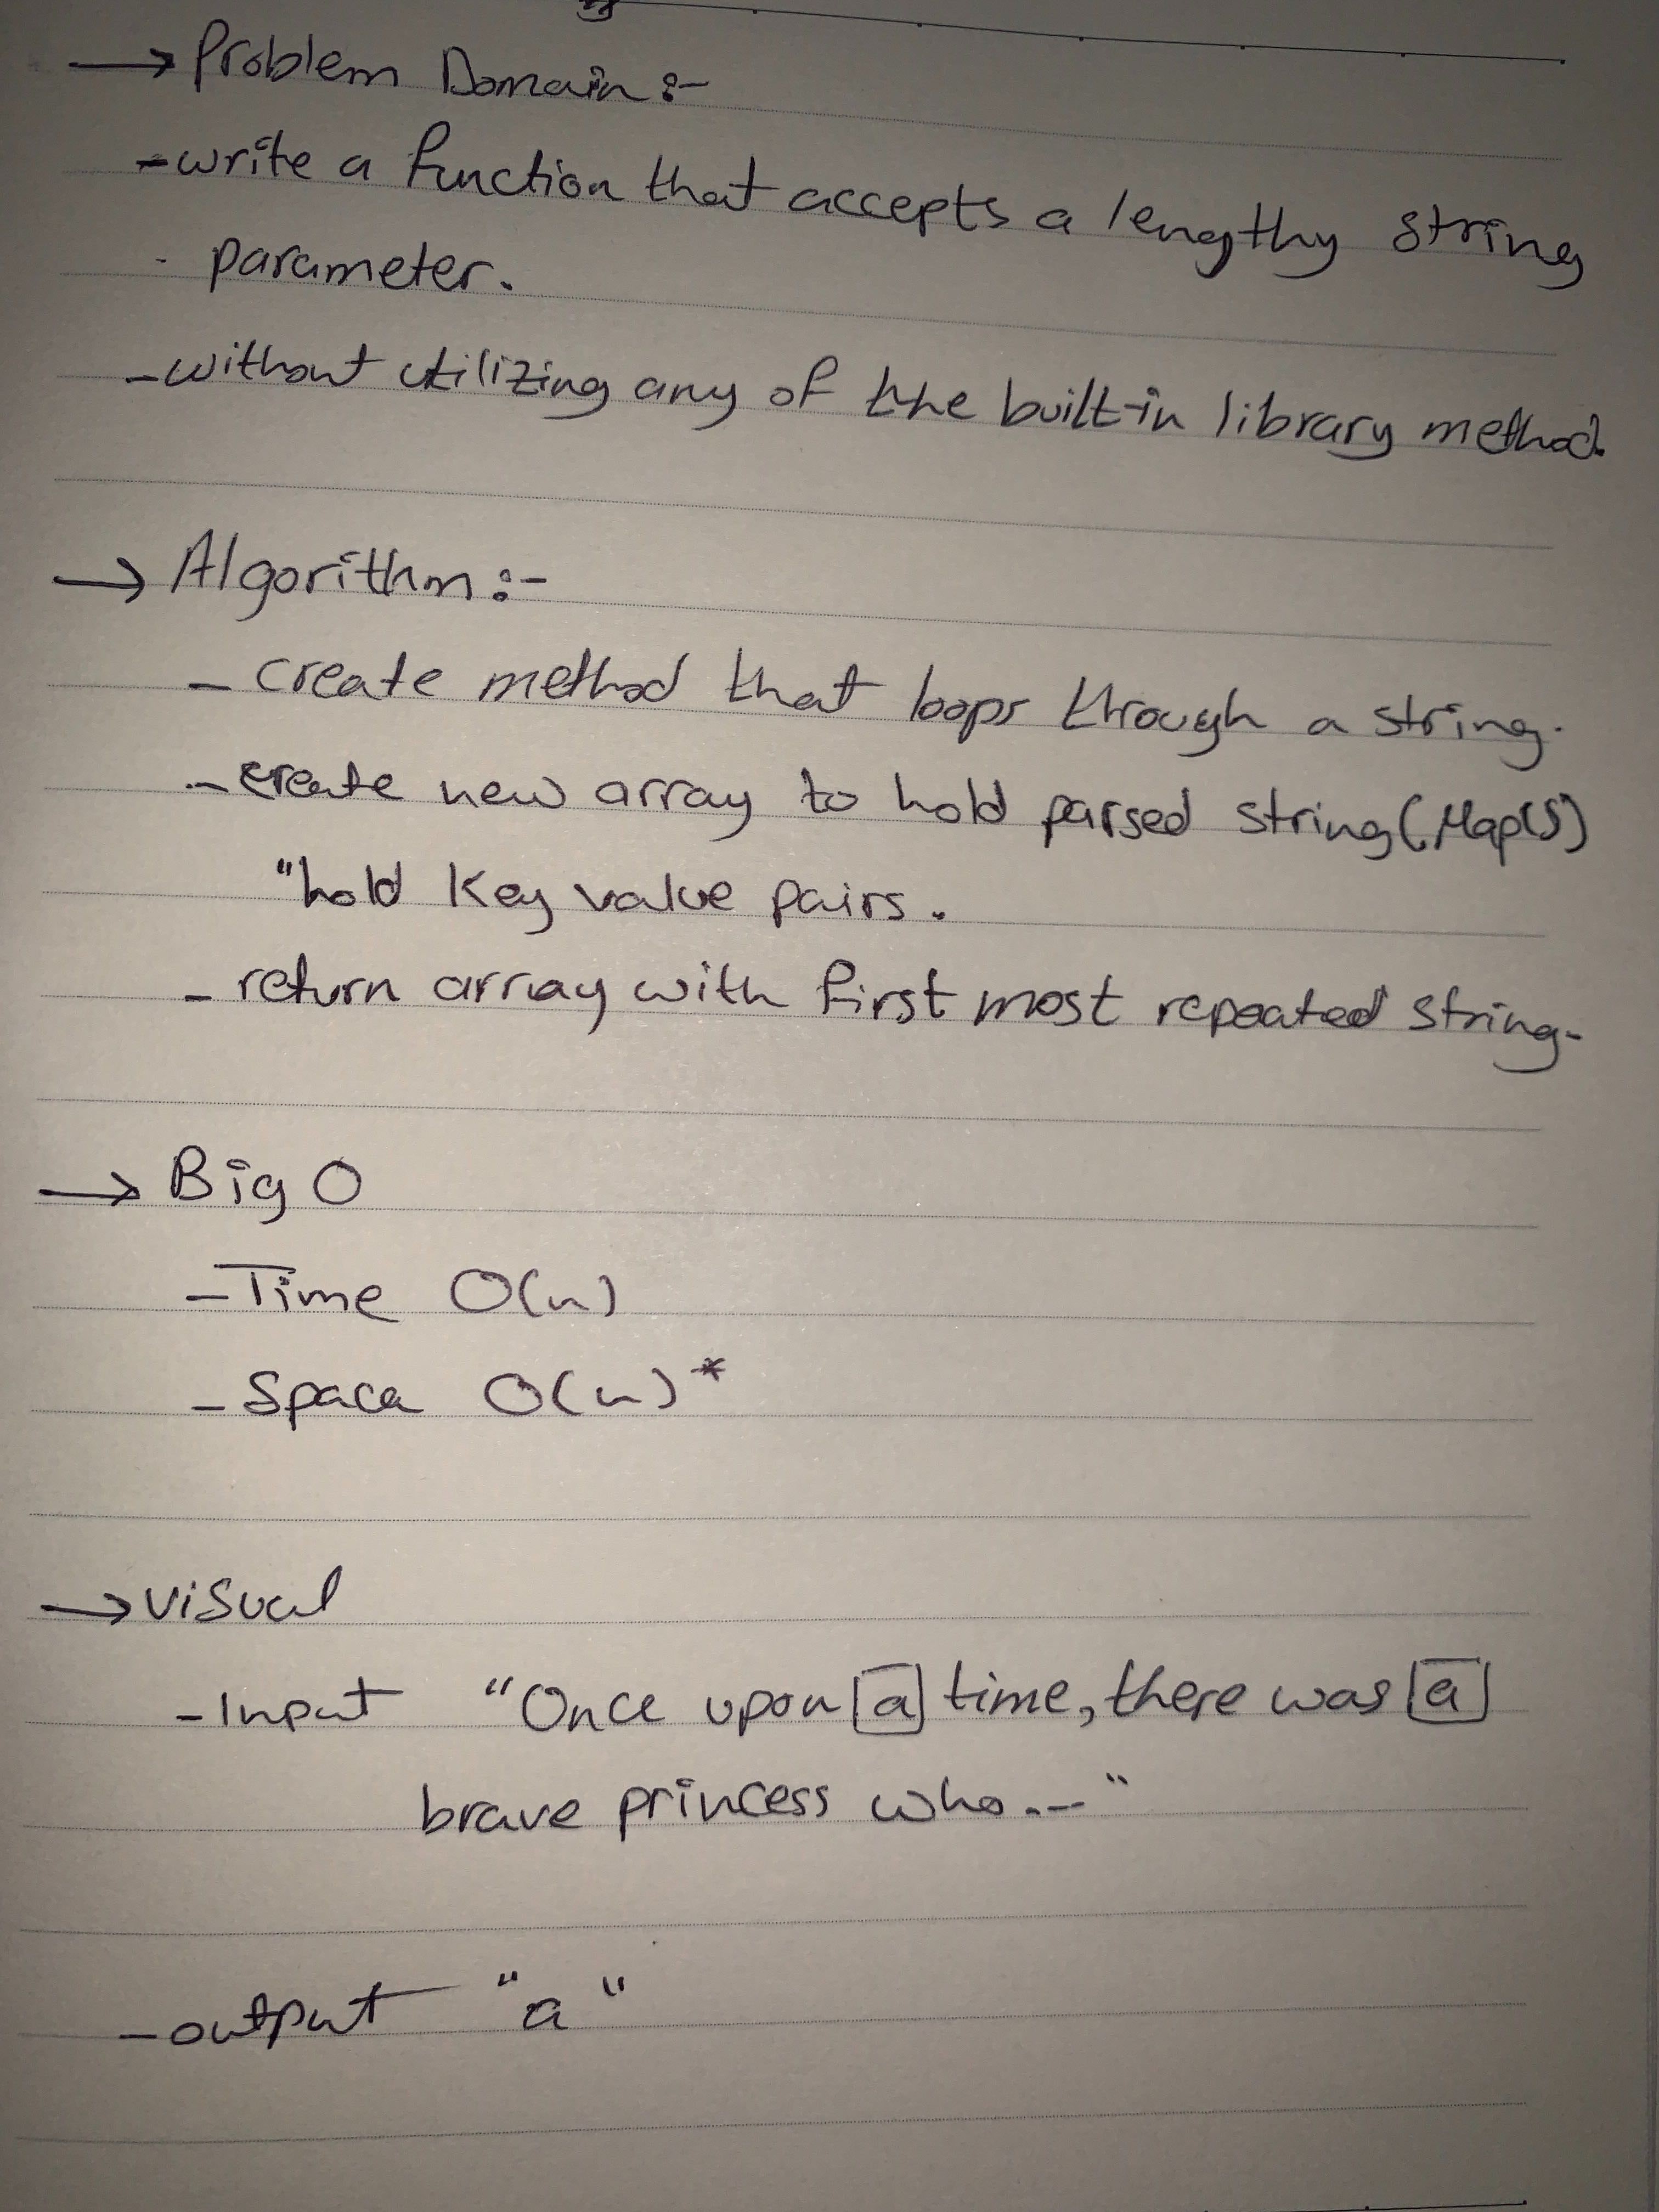 → Problem Domain :-
- write a function that accepts a lengthy string
parameter.
- without utilizing any of the built-in library method.
→ Algorithm :-
- create method that loops through a string.
- create new array to hold parsed string (.Map(s)
"hold key value pairs.
- return array with first most repeated string.
→ Big O
- Time O(n)
- Space O(n)*
→ visual
- Input "Once upon a time, there was a
brave princess who..."
- output "a"